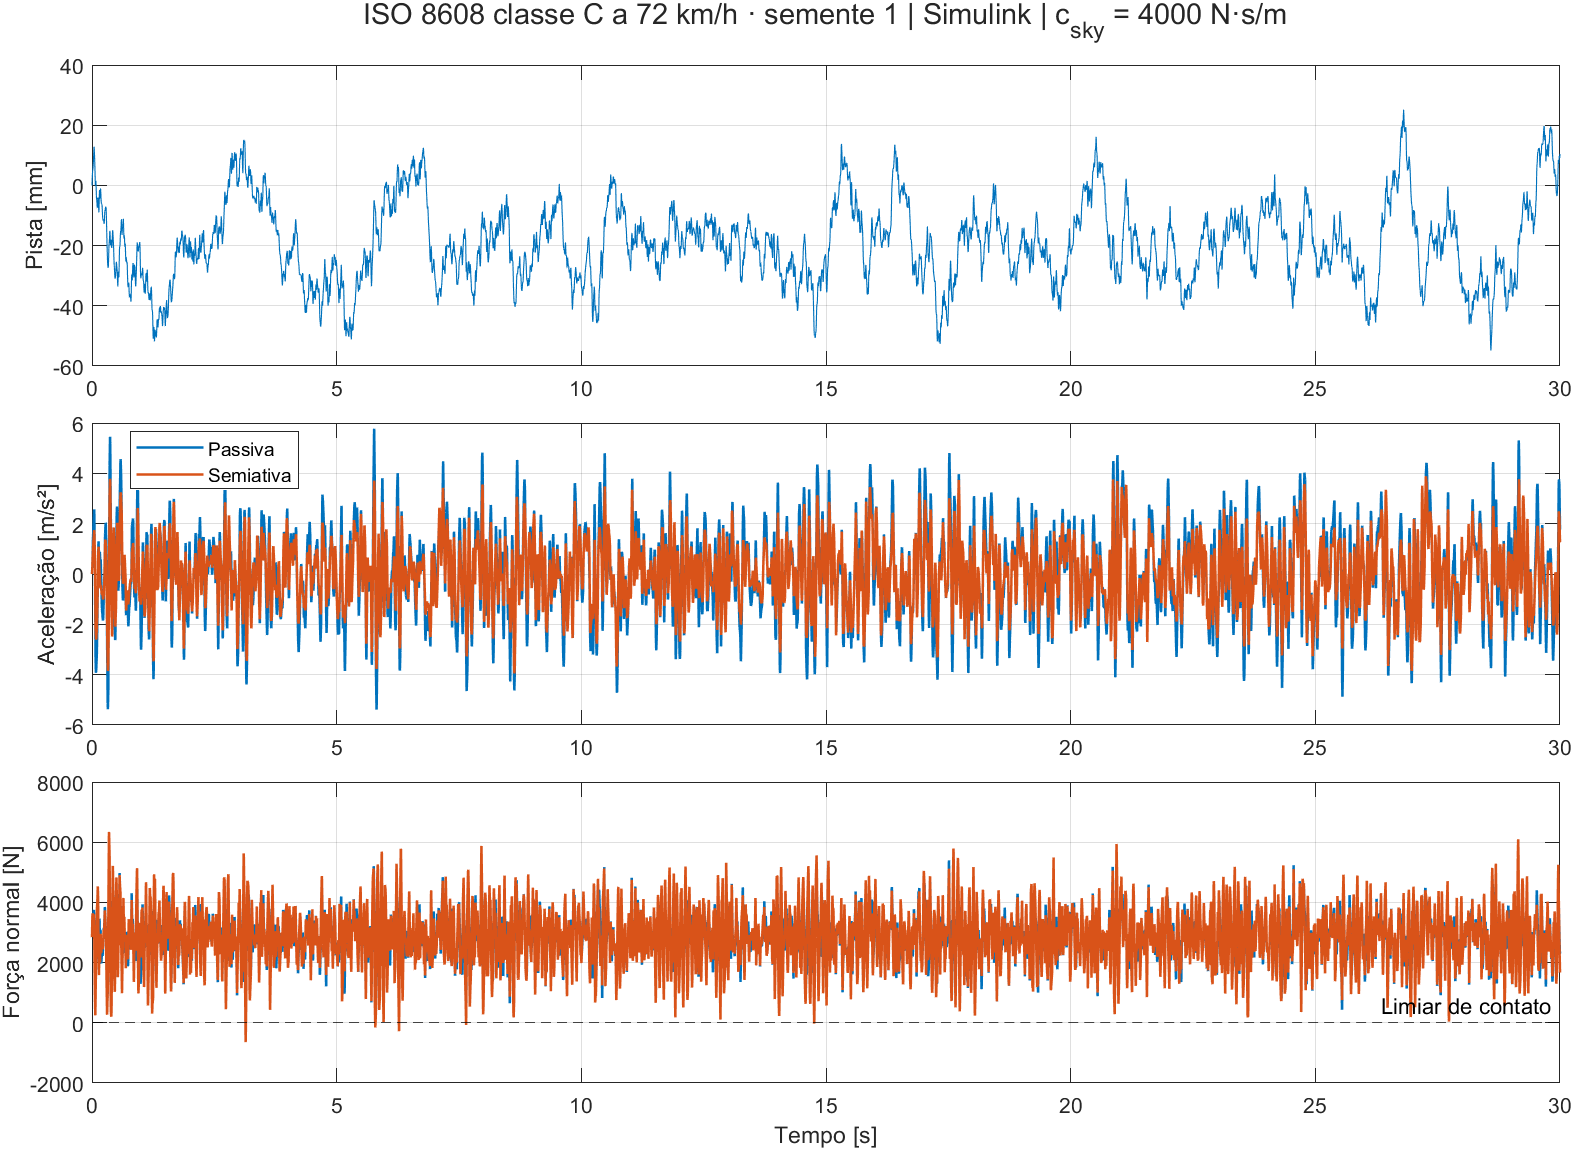 ISO 8608 classe C a 72 km/h · semente 1 | Simulink | c_sky = 4000 N·s/m
40
20
0
-20
-40
-60
Pista [mm]
0 5 10 15 20 25 30
6
4
2
0
-2
-4
-6
Aceleração [m/s²]
Passiva
Semiativa
0 5 10 15 20 25 30
8000
6000
4000
2000
0
-2000
Força normal [N]
Limiar de contato
0 5 10 15 20 25 30
Tempo [s]